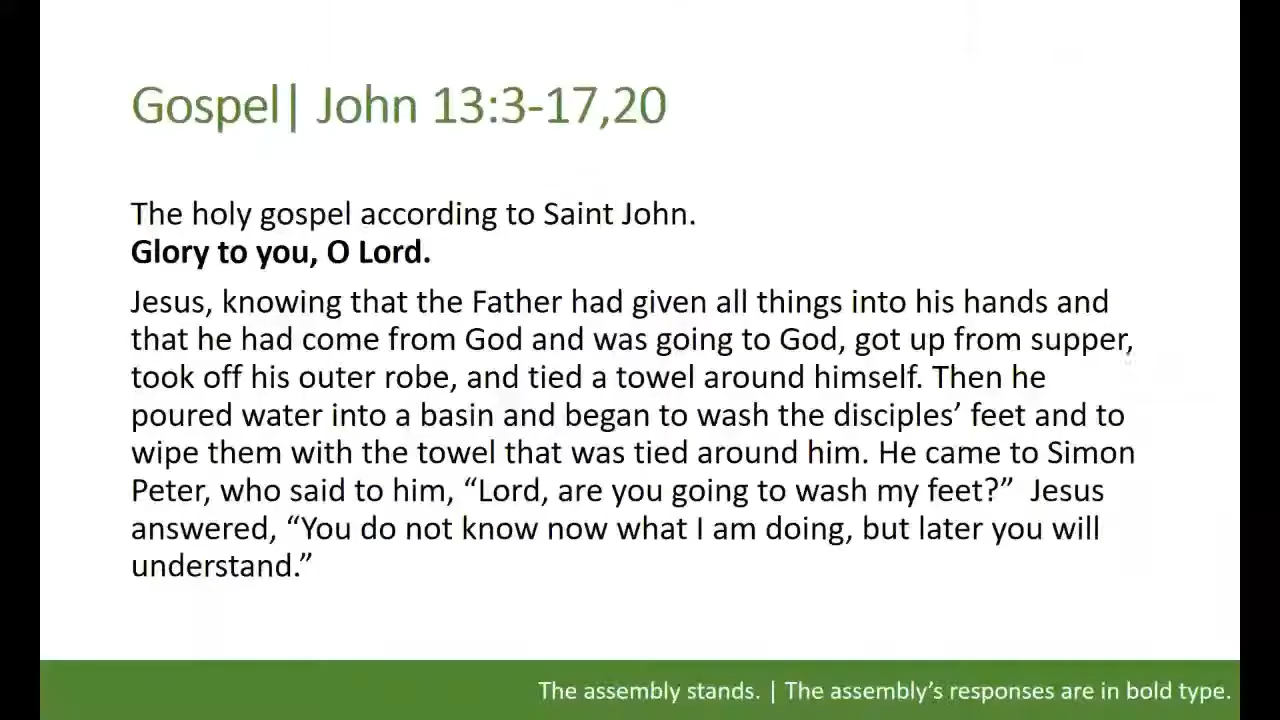 Gospel| John 13:3-17,20
The holy gospel according to Saint John.
Glory to you, O Lord.
Jesus, knowing that the Father had given all things into his hands and
that he had come from God and was going to God, got up from supper,
took off his outer robe, and tied a towel around himself. Then he
poured water into a basin and began to wash the disciples’ feet and to
wipe them with the towel that was tied around him. He came to Simon
Peter, who said to him, “Lord, are you going to wash my feet?”  Jesus
answered, “You do not know now what I am doing, but later you will
understand.”
The assembly stands. | The assembly’s responses are in bold type.